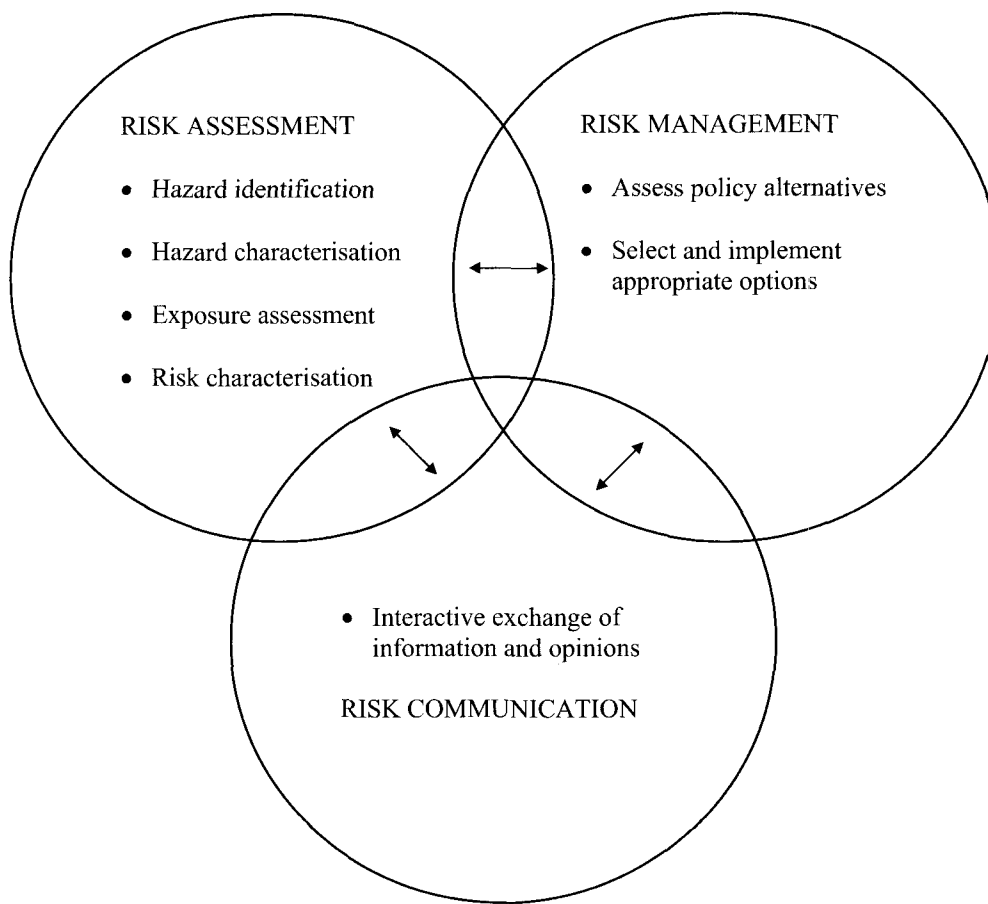 RISK ASSESSMENT
• Hazard identification
• Hazard characterisation
• Exposure assessment
• Risk characterisation
RISK MANAGEMENT
• Assess policy alternatives
• Select and implement
appropriate options
• Interactive exchange of
information and opinions
RISK COMMUNICATION